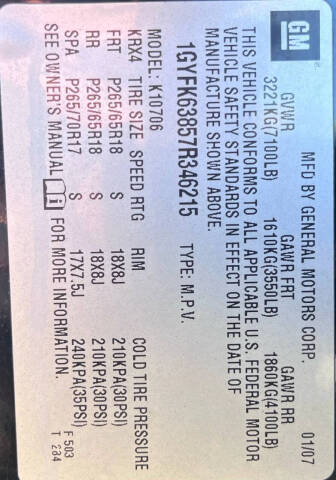 GM
MFD BY GENERAL MOTORS CORP. 01/07
GVWR GAWR FRT GAWR RR
3221KG(7100LB) 1610KG(3550LB) 1860KG(4100LB)
THIS VEHICLE CONFORMS TO ALL APPLICABLE U.S. FEDERAL MOTOR
VEHICLE SAFETY STANDARDS IN EFFECT ON THE DATE OF
MANUFACTURE SHOWN ABOVE.
1GYFK63857R346215 TYPE: M.P.V.
MODEL: K10706
KRX4 TIRE SIZE SPEED RTG RIM COLD TIRE PRESSURE
FRT P265/65R18 S 18X8J 210KPA(30PSI)
RR P265/65R18 S 18X8J 210KPA(30PSI)
SPA P265/70R17 S 17X7.5J 240KPA(35PSI)
SEE OWNER'S MANUAL i FOR MORE INFORMATION.
F 503
T 234